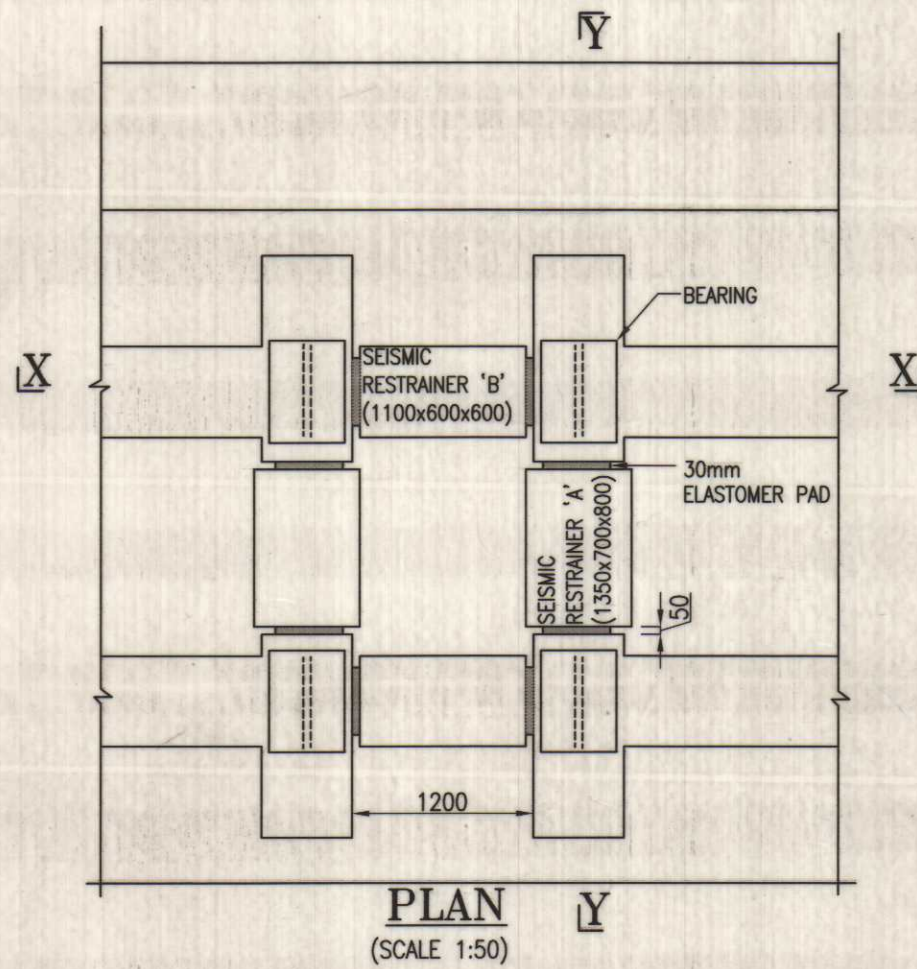 Y
BEARING
X
X
SEISMIC
RESTRAINER 'B'
(1100x600x600)
30mm
ELASTOMER PAD
SEISMIC
RESTRAINER 'A'
(1350x700x800)
50
1200
PLAN
(SCALE 1:50)
Y